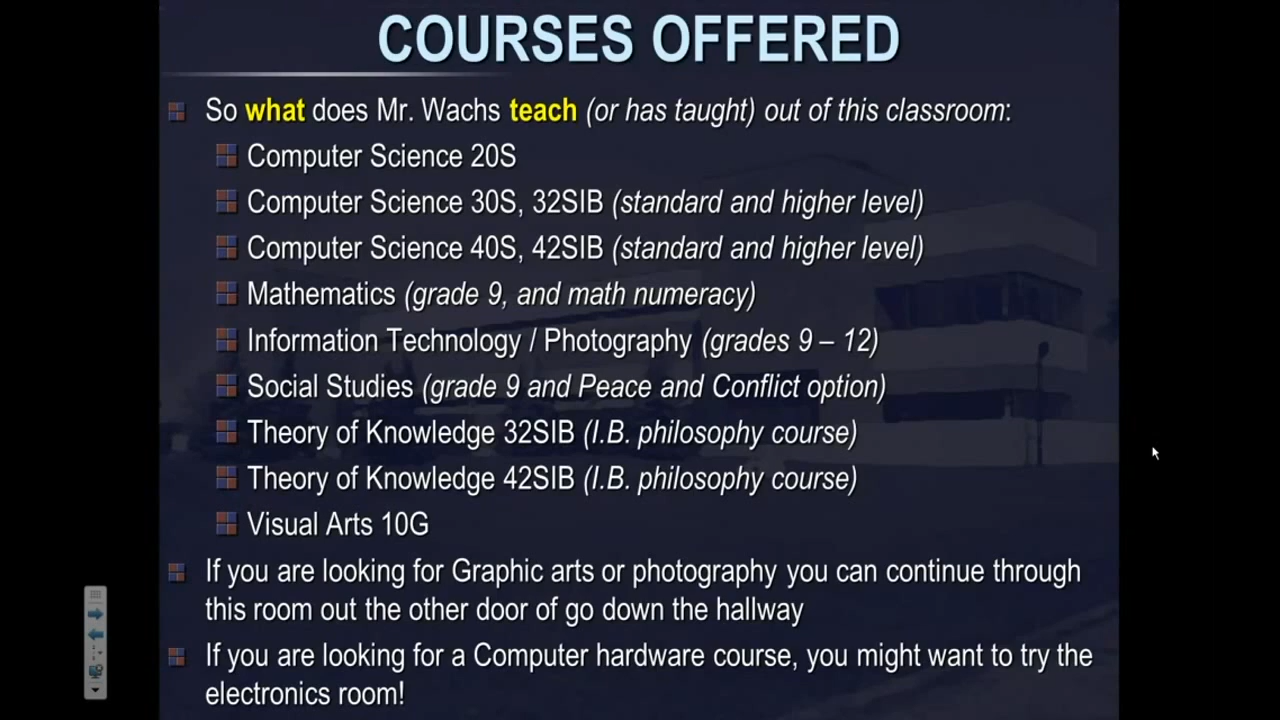 COURSES OFFERED
So what does Mr. Wachs teach (or has taught) out of this classroom:
Computer Science 20S
Computer Science 30S, 32SIB (standard and higher level)
Computer Science 40S, 42SIB (standard and higher level)
Mathematics (grade 9, and math numeracy)
Information Technology / Photography (grades 9 – 12)
Social Studies (grade 9 and Peace and Conflict option)
Theory of Knowledge 32SIB (I.B. philosophy course)
Theory of Knowledge 42SIB (I.B. philosophy course)
Visual Arts 10G
If you are looking for Graphic arts or photography you can continue through
this room out the other door of go down the hallway
If you are looking for a Computer hardware course, you might want to try the
electronics room!